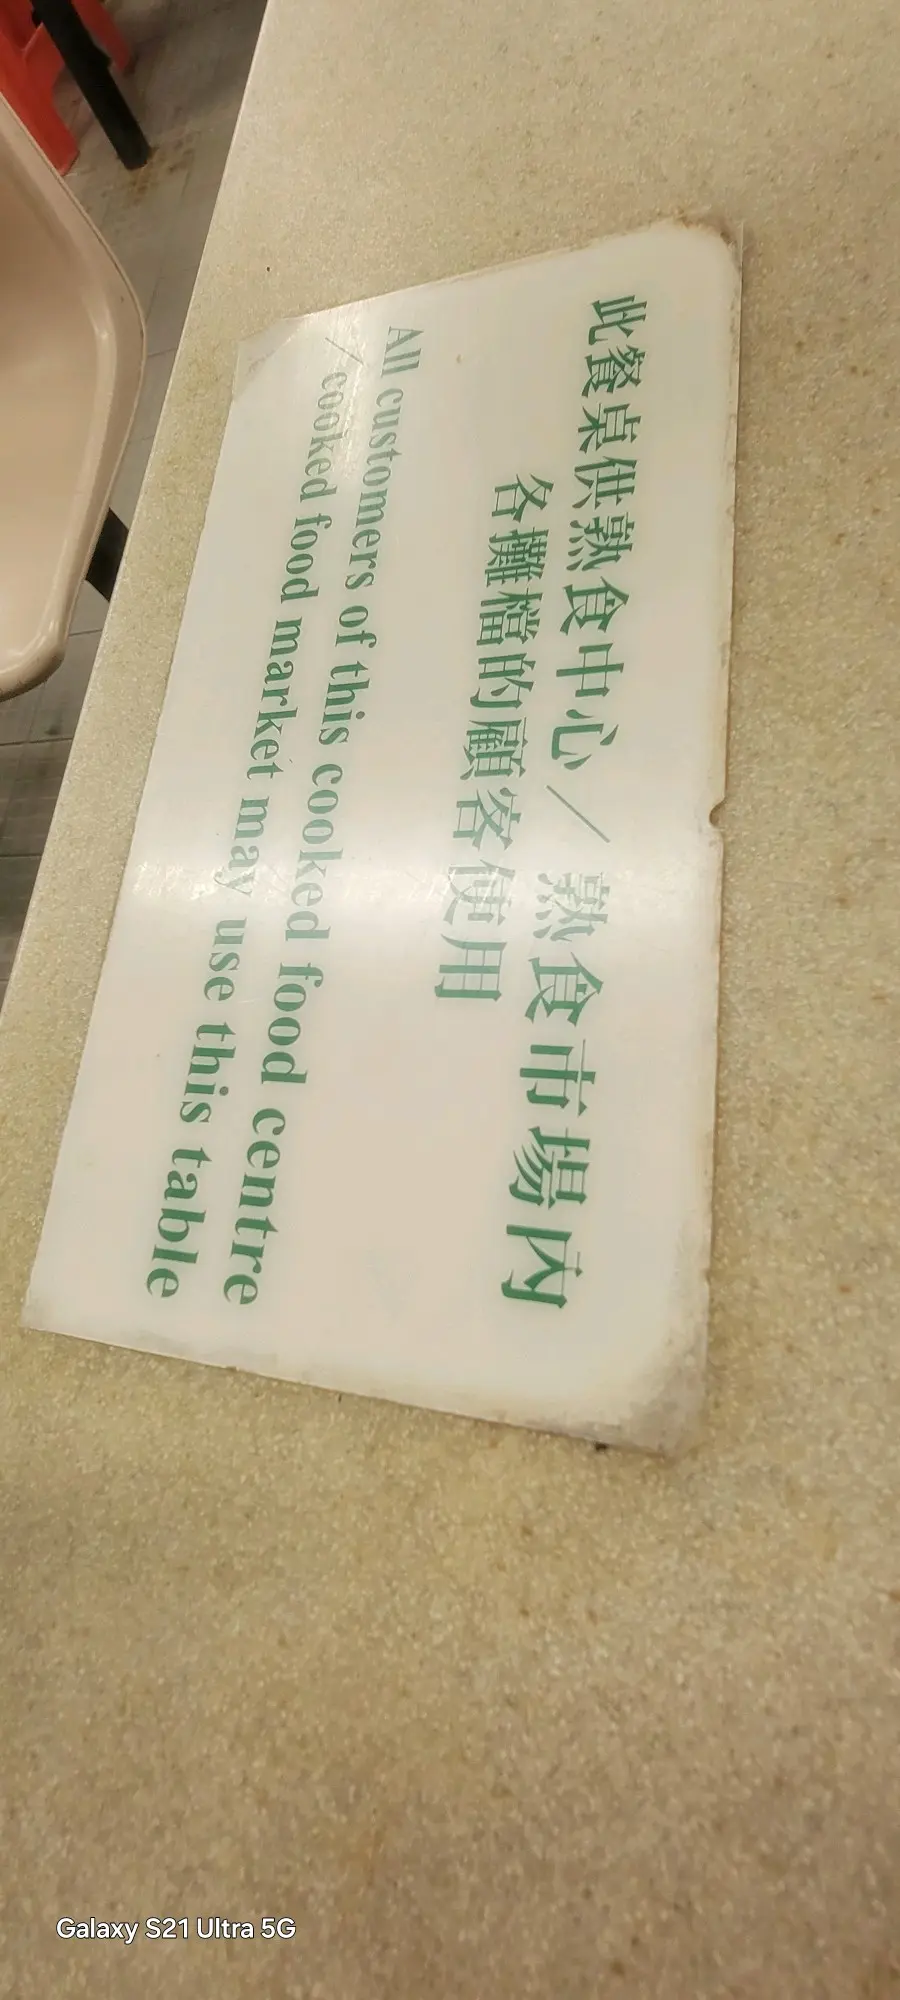 此餐桌供熟食中心／熟食市場內
各攤檔的顧客使用
All customers of this cooked food centre
/ cooked food market may use this table
Galaxy S21 Ultra 5G